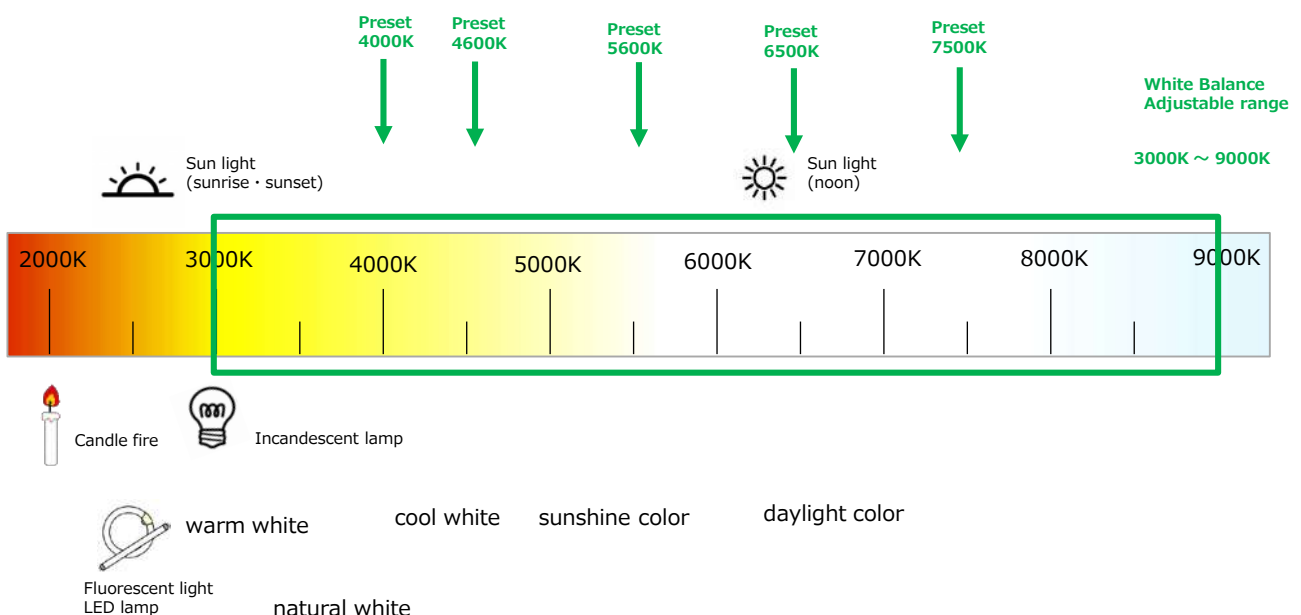 Preset
4000K
Preset
4600K
Preset
5600K
Preset
6500K
Preset
7500K
White Balance
Adjustable range
3000K ～ 9000K
Sun light
(sunrise・sunset)
Sun light
(noon)
2000K
3000K
4000K
5000K
6000K
7000K
8000K
9000K
Candle fire
Incandescent lamp
warm white
cool white
sunshine color
daylight color
Fluorescent light
LED lamp
natural white